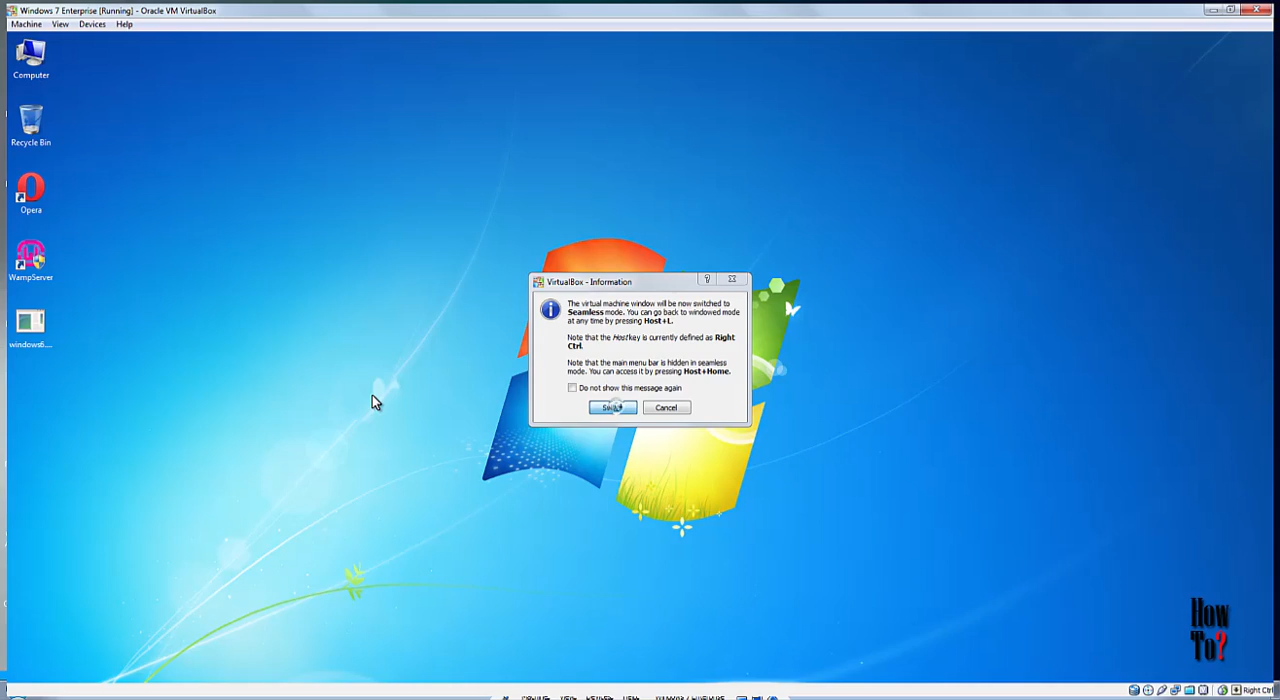 Windows 7 Enterprise [Running] - Oracle VM VirtualBox
Machine View Devices Help
Computer
Recycle Bin
Opera
WampServer
windows6....
VirtualBox - Information
The virtual machine window will be now switched to
Seamless mode. You can go back to windowed mode
at any time by pressing Host+L.
Note that the Host key is currently defined as Right
Ctrl.
Note that the main menu bar is hidden in seamless
mode. You can access it by pressing Host+Home.
Do not show this message again
Cancel
How
To?
Right Ctrl